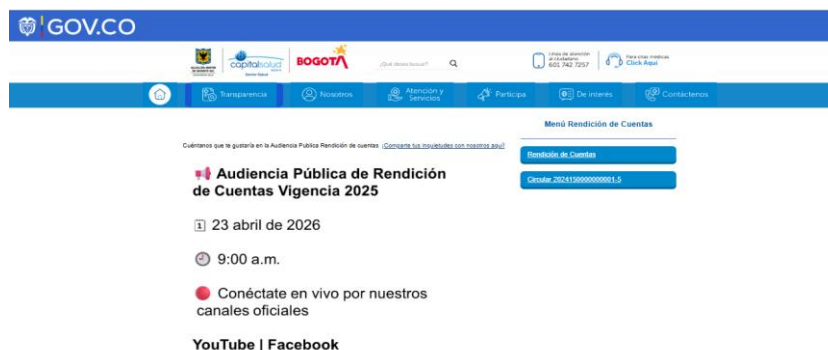 GOV.CO
capitalsalud
BOGOTÁ
¿Qué desea buscar?
Línea de atención
al ciudadano
601 742 7257
Para citas médicas
Click Aquí
Transparencia
Nosotros
Atención y
Servicios
Participa
De interés
Contáctenos
Menú Rendición de Cuentas
Cuéntanos que te gustaría en la Audiencia Publica Rendición de cuentas ¡Comparte tus inquietudes con nosotros aquí!
Rendición de Cuentas
Circular 20241500000000001-5
Audiencia Pública de Rendición
de Cuentas Vigencia 2025
23 abril de 2026
9:00 a.m.
Conéctate en vivo por nuestros
canales oficiales
YouTube | Facebook